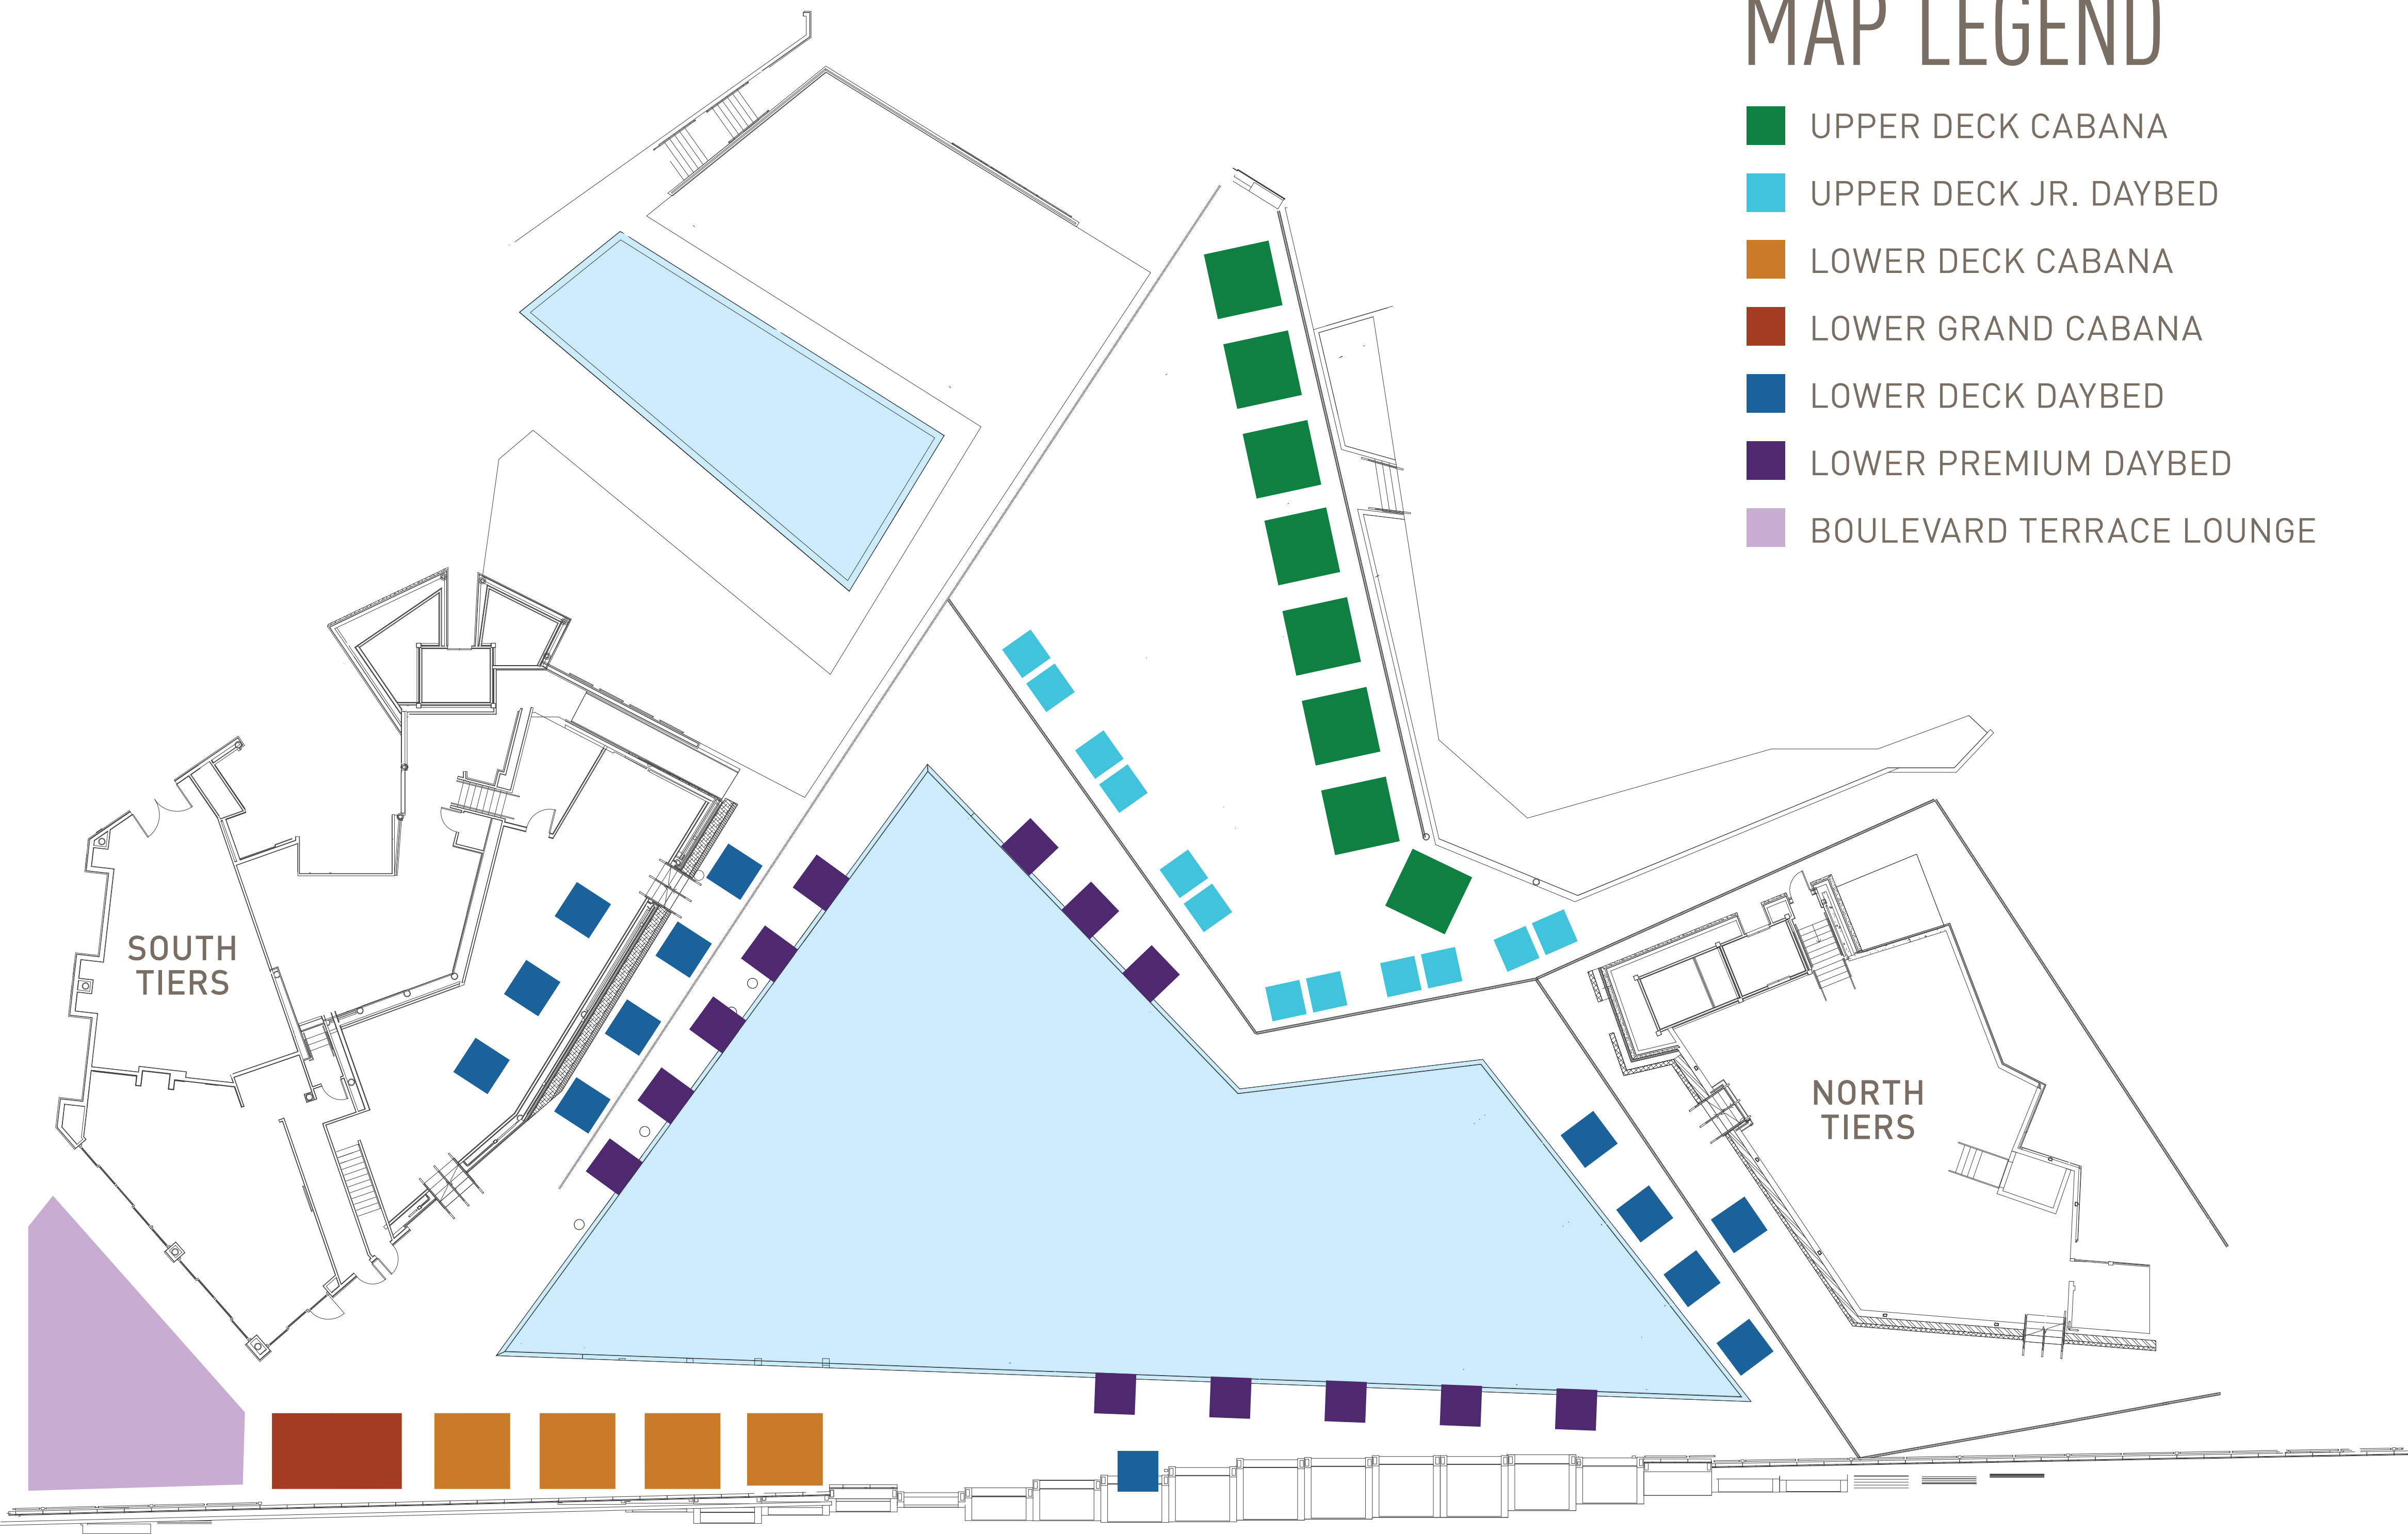 MAP LEGEND
UPPER DECK CABANA
UPPER DECK JR. DAYBED
LOWER DECK CABANA
LOWER GRAND CABANA
LOWER DECK DAYBED
LOWER PREMIUM DAYBED
BOULEVARD TERRACE LOUNGE
SOUTH
TIERS
NORTH
TIERS